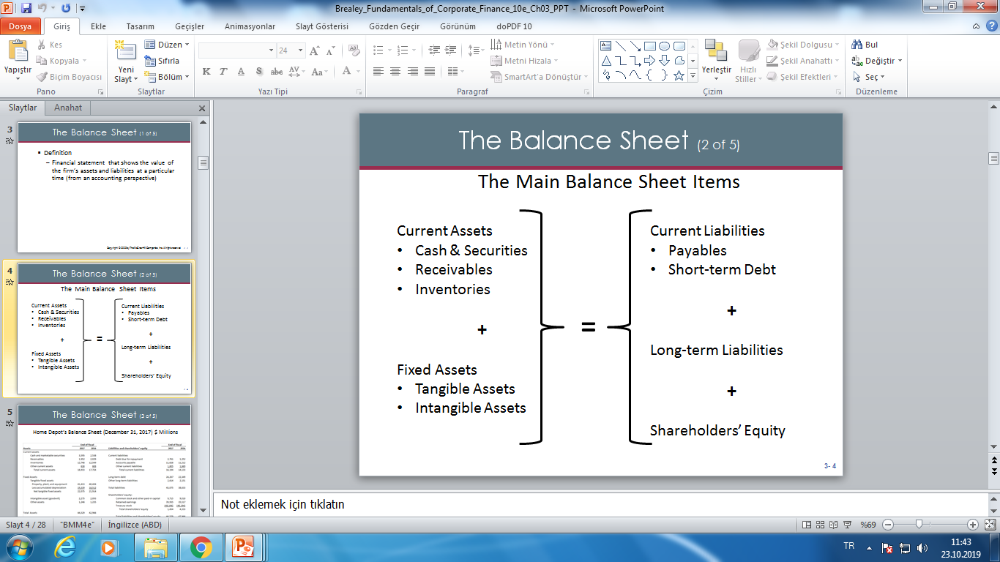 Brealey_Fundamentals_of_Corporate_Finance_10e_Ch03_PPT - Microsoft PowerPoint
Dosya Giriş Ekle Tasarım Geçişler Animasyonlar Slayt Gösterisi Gözden Geçir Görünüm doPDF 10
Yapıştır
Kes
Kopyala
Biçim Boyacısı
Pano
Yeni Slayt
Düzen
Sıfırla
Bölüm
Slaytlar
24
K T A S abc AV Aa A
Yazı Tipi
Metin Yönü
Metni Hizala
SmartArt'a Dönüştür
Paragraf
Yerleştir
Hızlı Stiller
Şekil Dolgusu
Şekil Anahattı
Şekil Efektleri
Çizim
Bul
Değiştir
Seç
Düzenleme
Slaytlar Anahat
3
The Balance Sheet (1 of 5)
▪ Definition
– Financial statement that shows the value of
the firm's assets and liabilities at a particular
time (from an accounting perspective)
4
The Balance Sheet (2 of 5)
The Main Balance Sheet Items
Current Assets
• Cash & Securities
• Receivables
• Inventories
+
Fixed Assets
• Tangible Assets
• Intangible Assets
=
Current Liabilities
• Payables
• Short-term Debt
+
Long-term Liabilities
+
Shareholders' Equity
5
The Balance Sheet (3 of 5)
Home Depot's Balance Sheet (December 31, 2017) $ Millions
The Balance Sheet (2 of 5)
The Main Balance Sheet Items
Current Assets
• Cash & Securities
• Receivables
• Inventories
+
Fixed Assets
• Tangible Assets
• Intangible Assets
=
Current Liabilities
• Payables
• Short-term Debt
+
Long-term Liabilities
+
Shareholders' Equity
3- 4
Not eklemek için tıklatın
Slayt 4 / 28 "BMM4e" İngilizce (ABD) %69
TR 11:43
23.10.2019